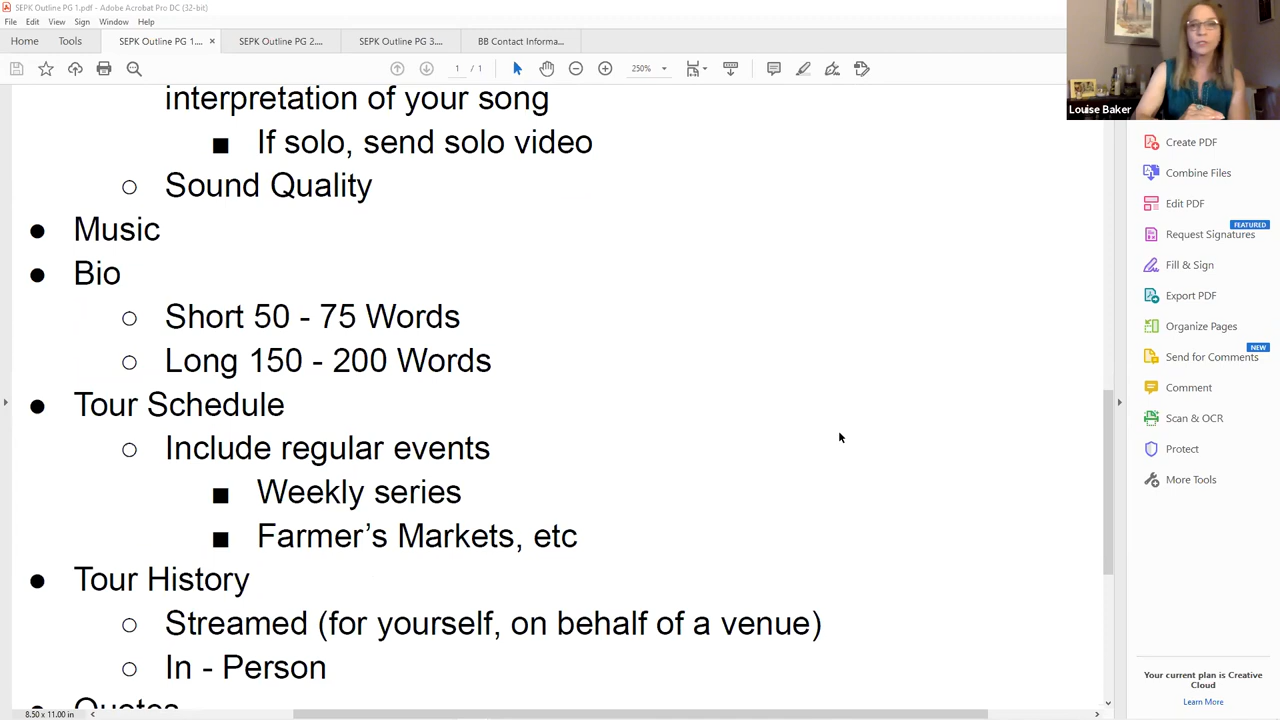 SEPK Outline PG 1.pdf - Adobe Acrobat Pro DC (32-bit)
File Edit View Sign Window Help
Home Tools SEPK Outline PG 1.... × SEPK Outline PG 2.... SEPK Outline PG 3.... BB Contact Informa...
1 / 1 250%
Louise Baker
interpretation of your song
■ If solo, send solo video
○ Sound Quality
● Music
● Bio
○ Short 50 - 75 Words
○ Long 150 - 200 Words
● Tour Schedule
○ Include regular events
■ Weekly series
■ Farmer’s Markets, etc
● Tour History
○ Streamed (for yourself, on behalf of a venue)
○ In - Person
● Quotes
8.50 x 11.00 in
Create PDF
Combine Files
Edit PDF
FEATURED
Request Signatures
Fill & Sign
Export PDF
Organize Pages
NEW
Send for Comments
Comment
Scan & OCR
Protect
More Tools
Your current plan is Creative
Cloud
Learn More